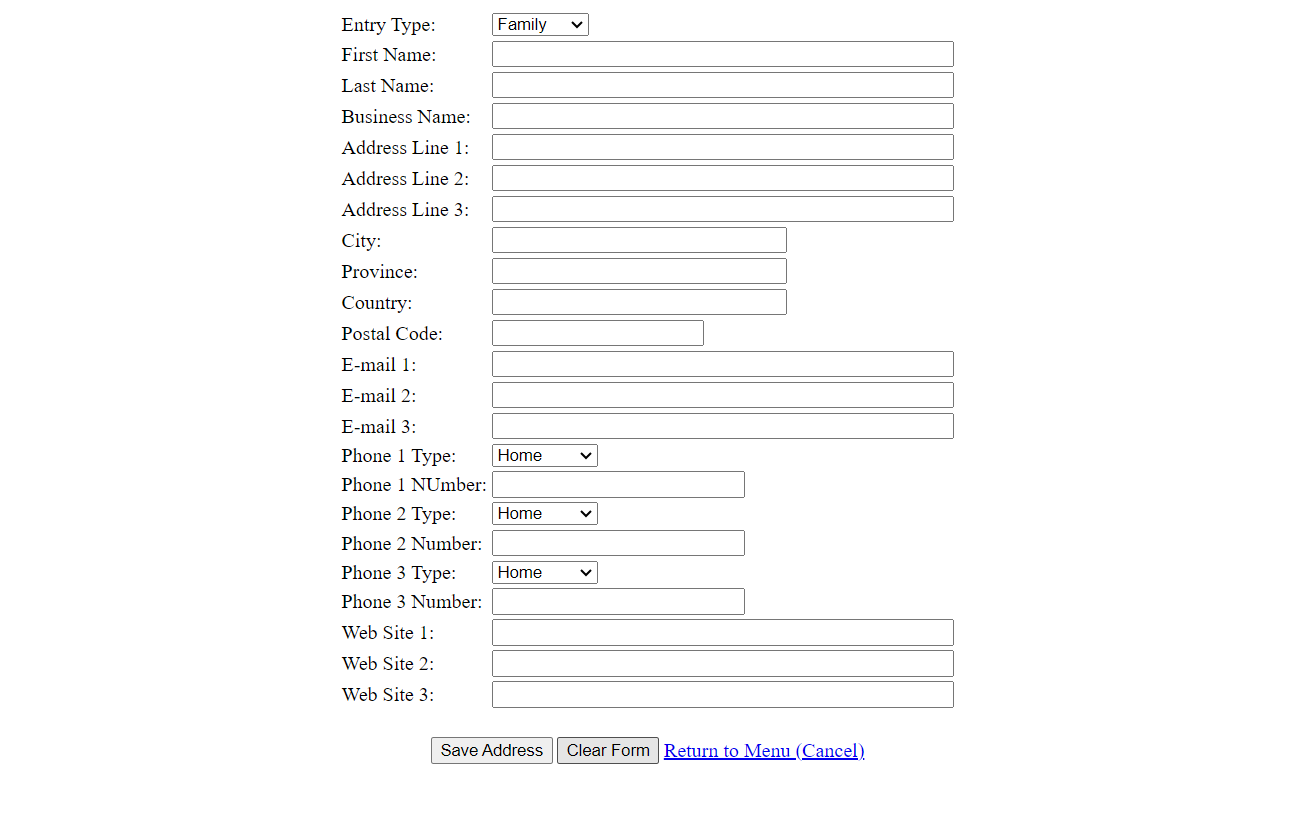 Entry Type: Family
First Name:
Last Name:
Business Name:
Address Line 1:
Address Line 2:
Address Line 3:
City:
Province:
Country:
Postal Code:
E-mail 1:
E-mail 2:
E-mail 3:
Phone 1 Type: Home
Phone 1 NUmber:
Phone 2 Type: Home
Phone 2 Number:
Phone 3 Type: Home
Phone 3 Number:
Web Site 1:
Web Site 2:
Web Site 3:
Save Address Clear Form Return to Menu (Cancel)